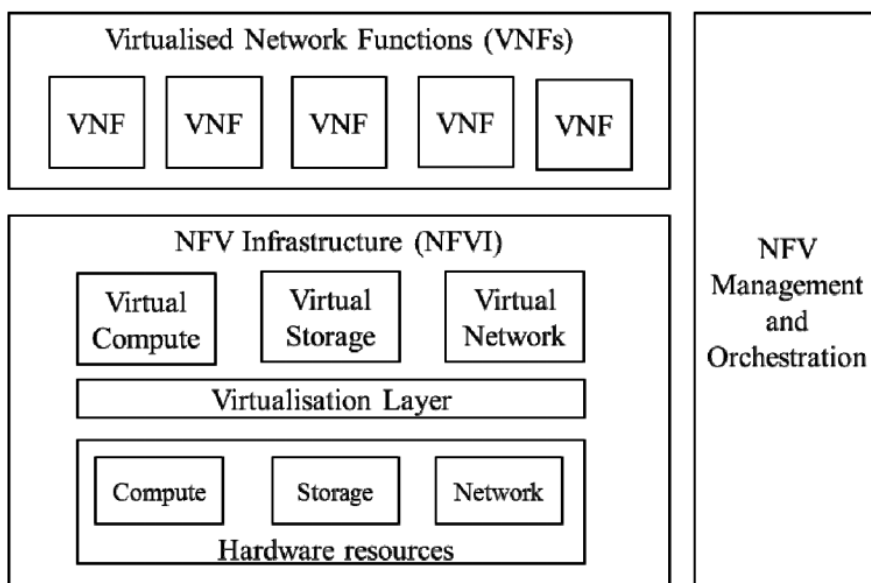 Virtualised Network Functions (VNFs)
VNF
VNF
VNF
VNF
VNF
NFV Infrastructure (NFVI)
Virtual
Compute
Virtual
Storage
Virtual
Network
Virtualisation Layer
Compute
Storage
Network
Hardware resources
NFV
Management
and
Orchestration